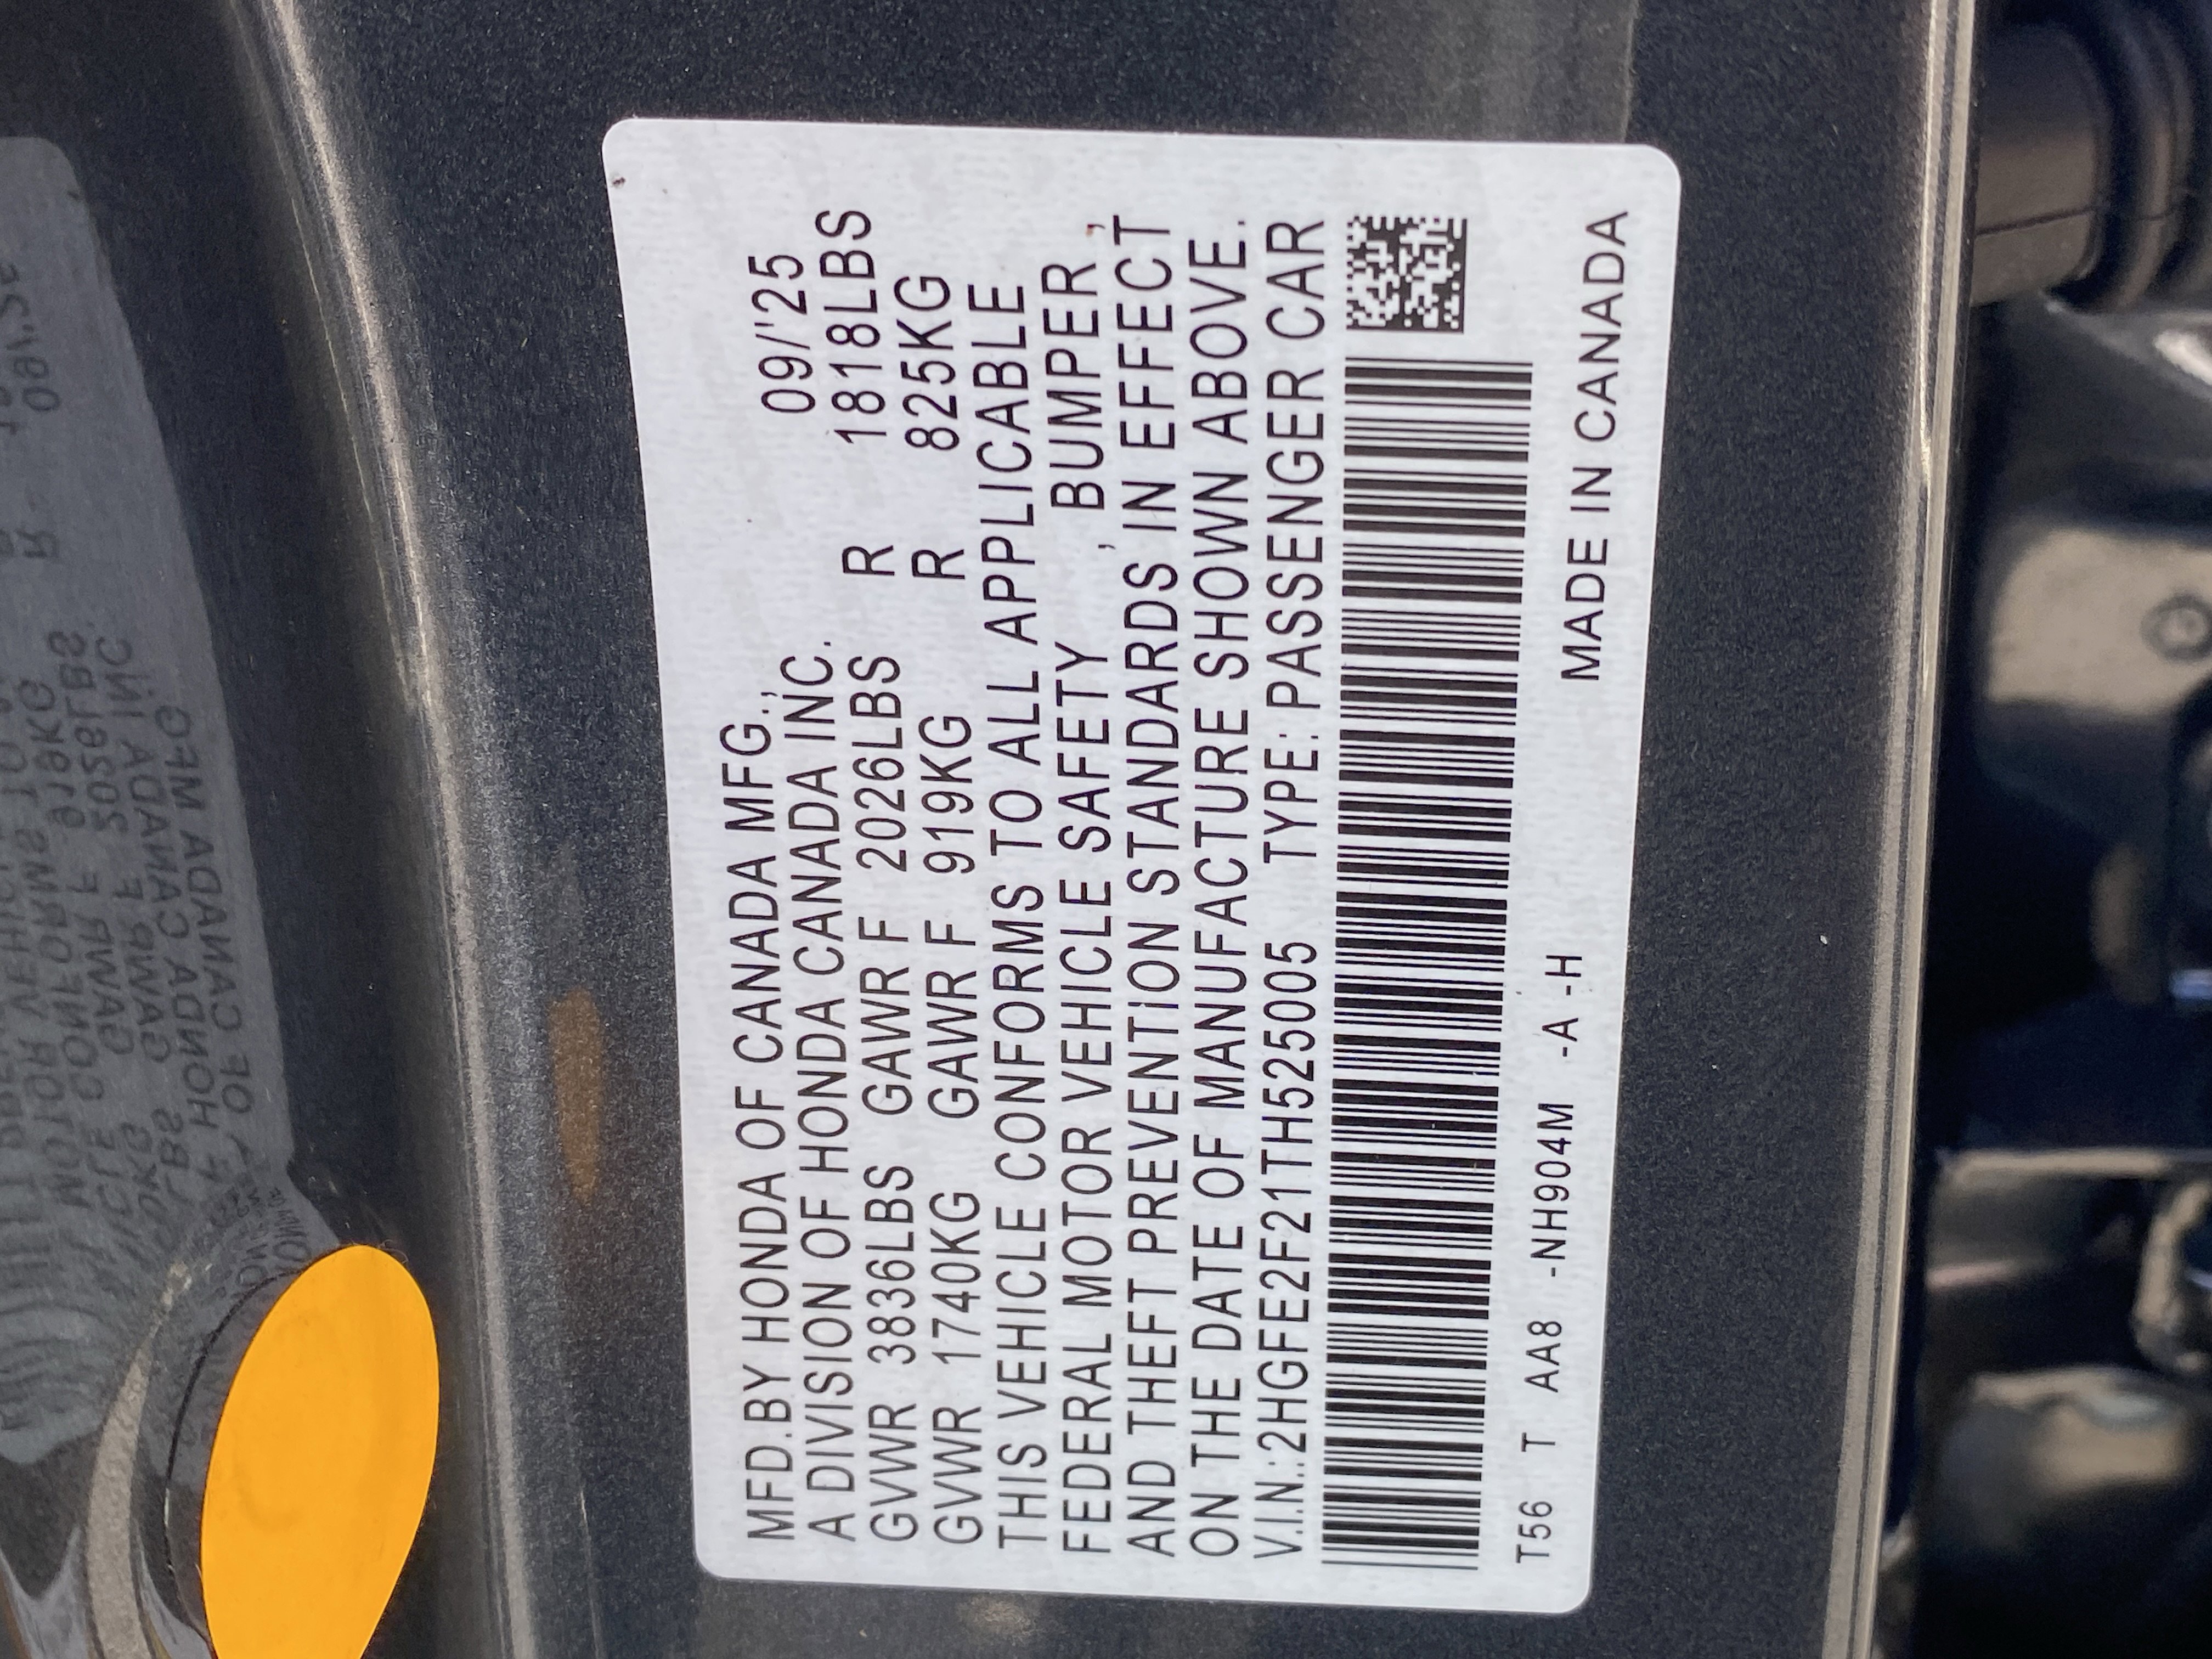 MFD.BY HONDA OF CANADA MFG., 09/'25
A DIVISION OF HONDA CANADA INC.
GVWR 3836LBS GAWR F 2026LBS R 1818LBS
GVWR 1740KG GAWR F 919KG R 825KG
THIS VEHICLE CONFORMS TO ALL APPLICABLE
FEDERAL MOTOR VEHICLE SAFETY , BUMPER ,
AND THEFT PREVENTION STANDARDS IN EFFECT
ON THE DATE OF MANUFACTURE SHOWN ABOVE.
V.I.N.:2HGFE2F21TH525005 TYPE: PASSENGER CAR
T56 T AA8 -NH904M -A -H MADE IN CANADA